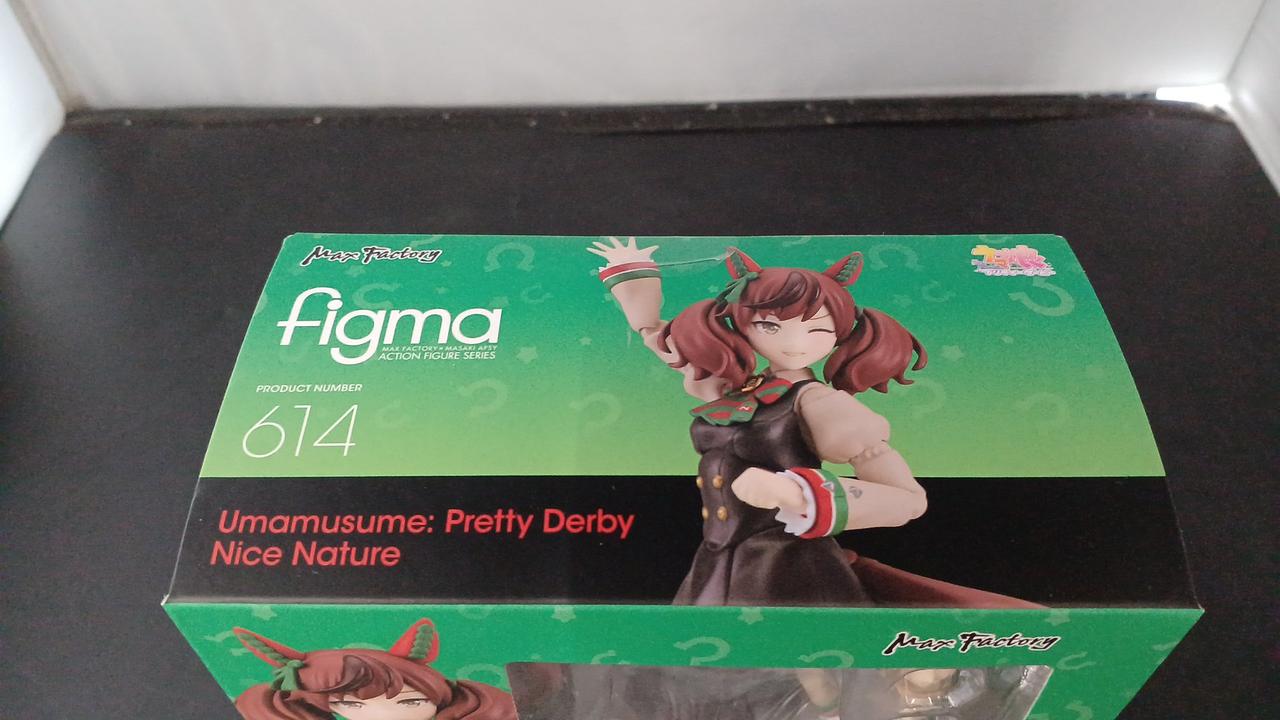 Max Factory
figma
MAX FACTORY × MASAKI APSY
ACTION FIGURE SERIES
PRODUCT NUMBER
614
Umamusume: Pretty Derby
Nice Nature
Max Factory